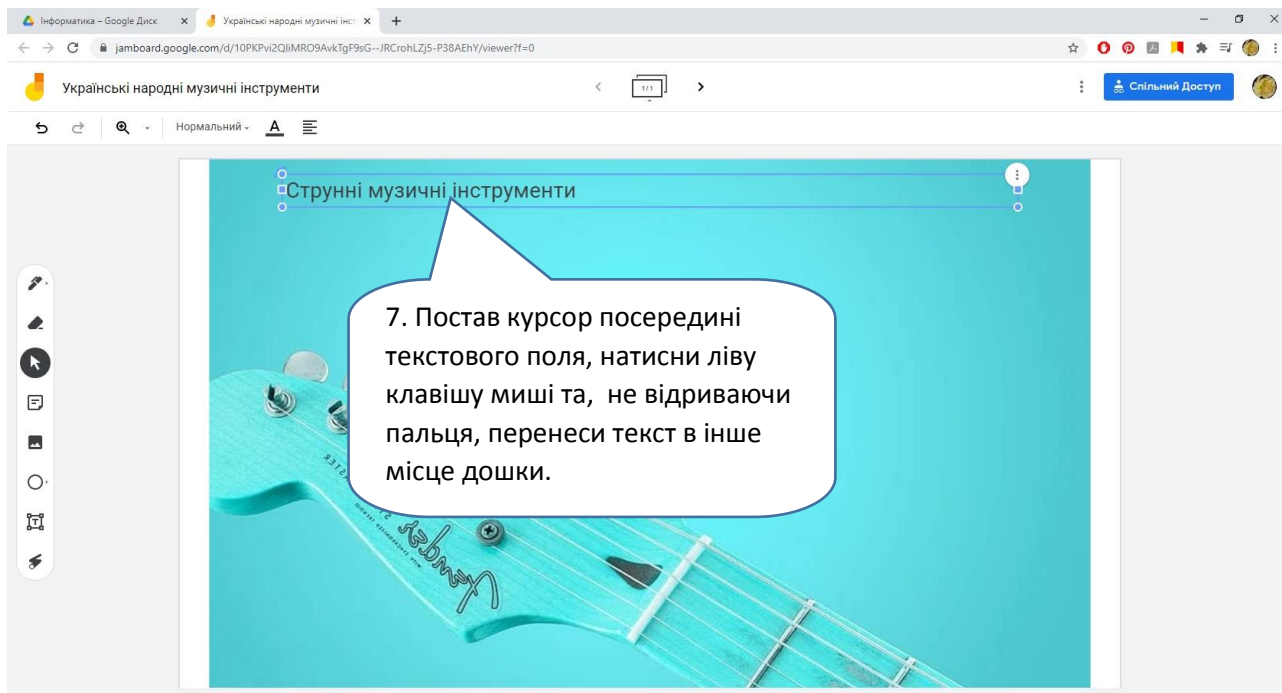 Інформатика – Google Диск
Українські народні музичні інст
jamboard.google.com/d/10PKPvi2QIiMRO9AvkTgF9sG--JRCrohLZj5-P38AEhY/viewer?f=0
Українські народні музичні інструменти
1/1
Спільний Доступ
Нормальний
A
Струнні музичні інструменти
7. Постав курсор посередині
текстового поля, натисни ліву
клавішу миші та, не відриваючи
пальця, перенеси текст в інше
місце дошки.
Fender